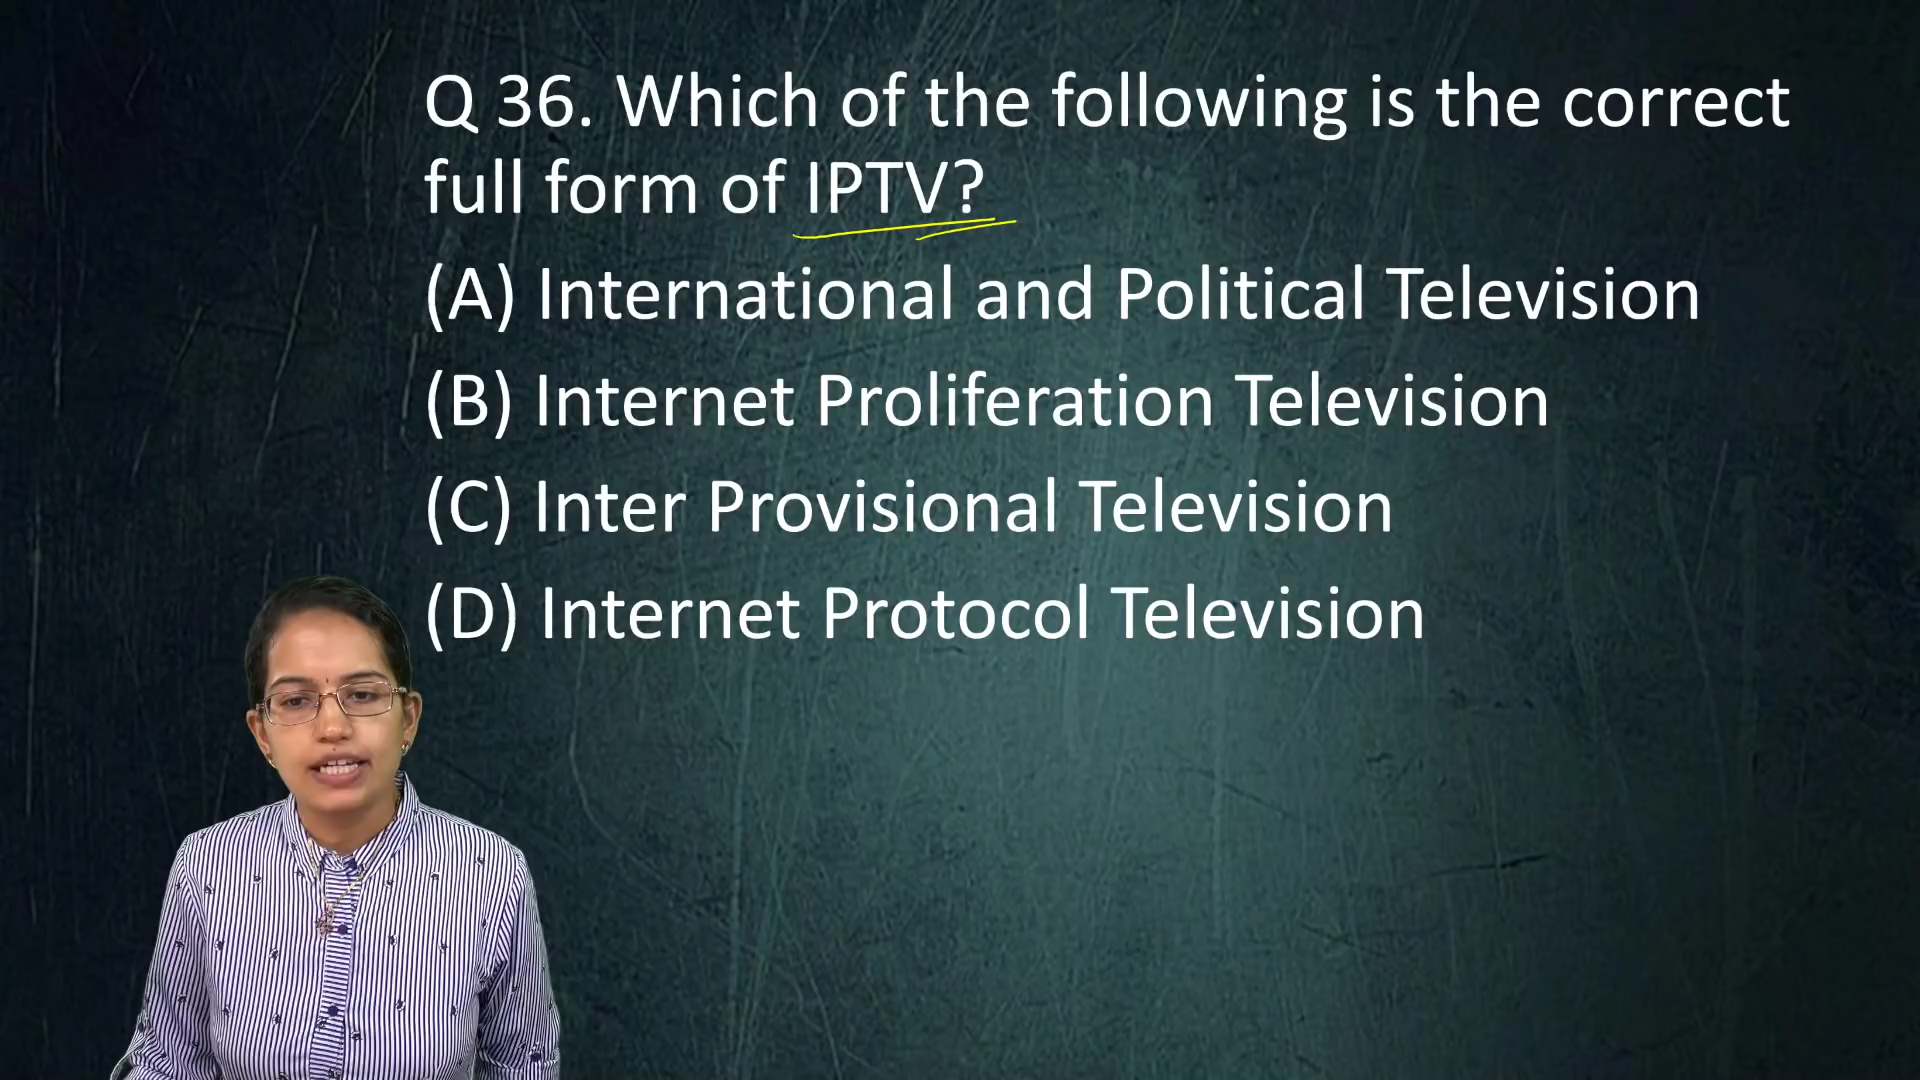 Q 36. Which of the following is the correct
full form of IPTV?
(A) International and Political Television
(B) Internet Proliferation Television
(C) Inter Provisional Television
(D) Internet Protocol Television